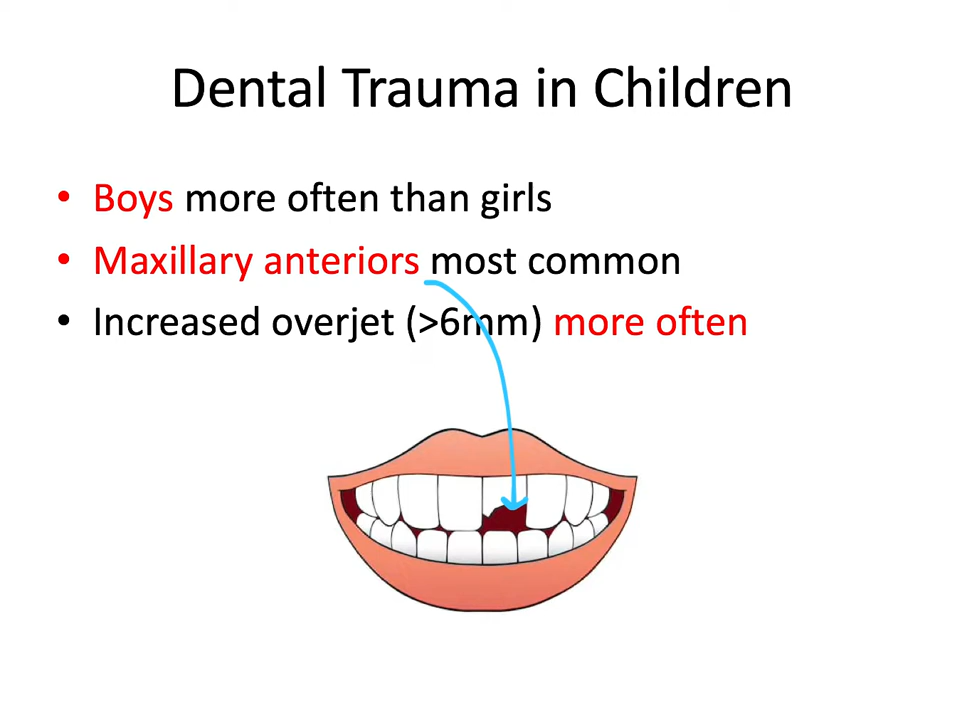 Dental Trauma in Children
• Boys more often than girls
• Maxillary anteriors most common
• Increased overjet (>6mm) more often